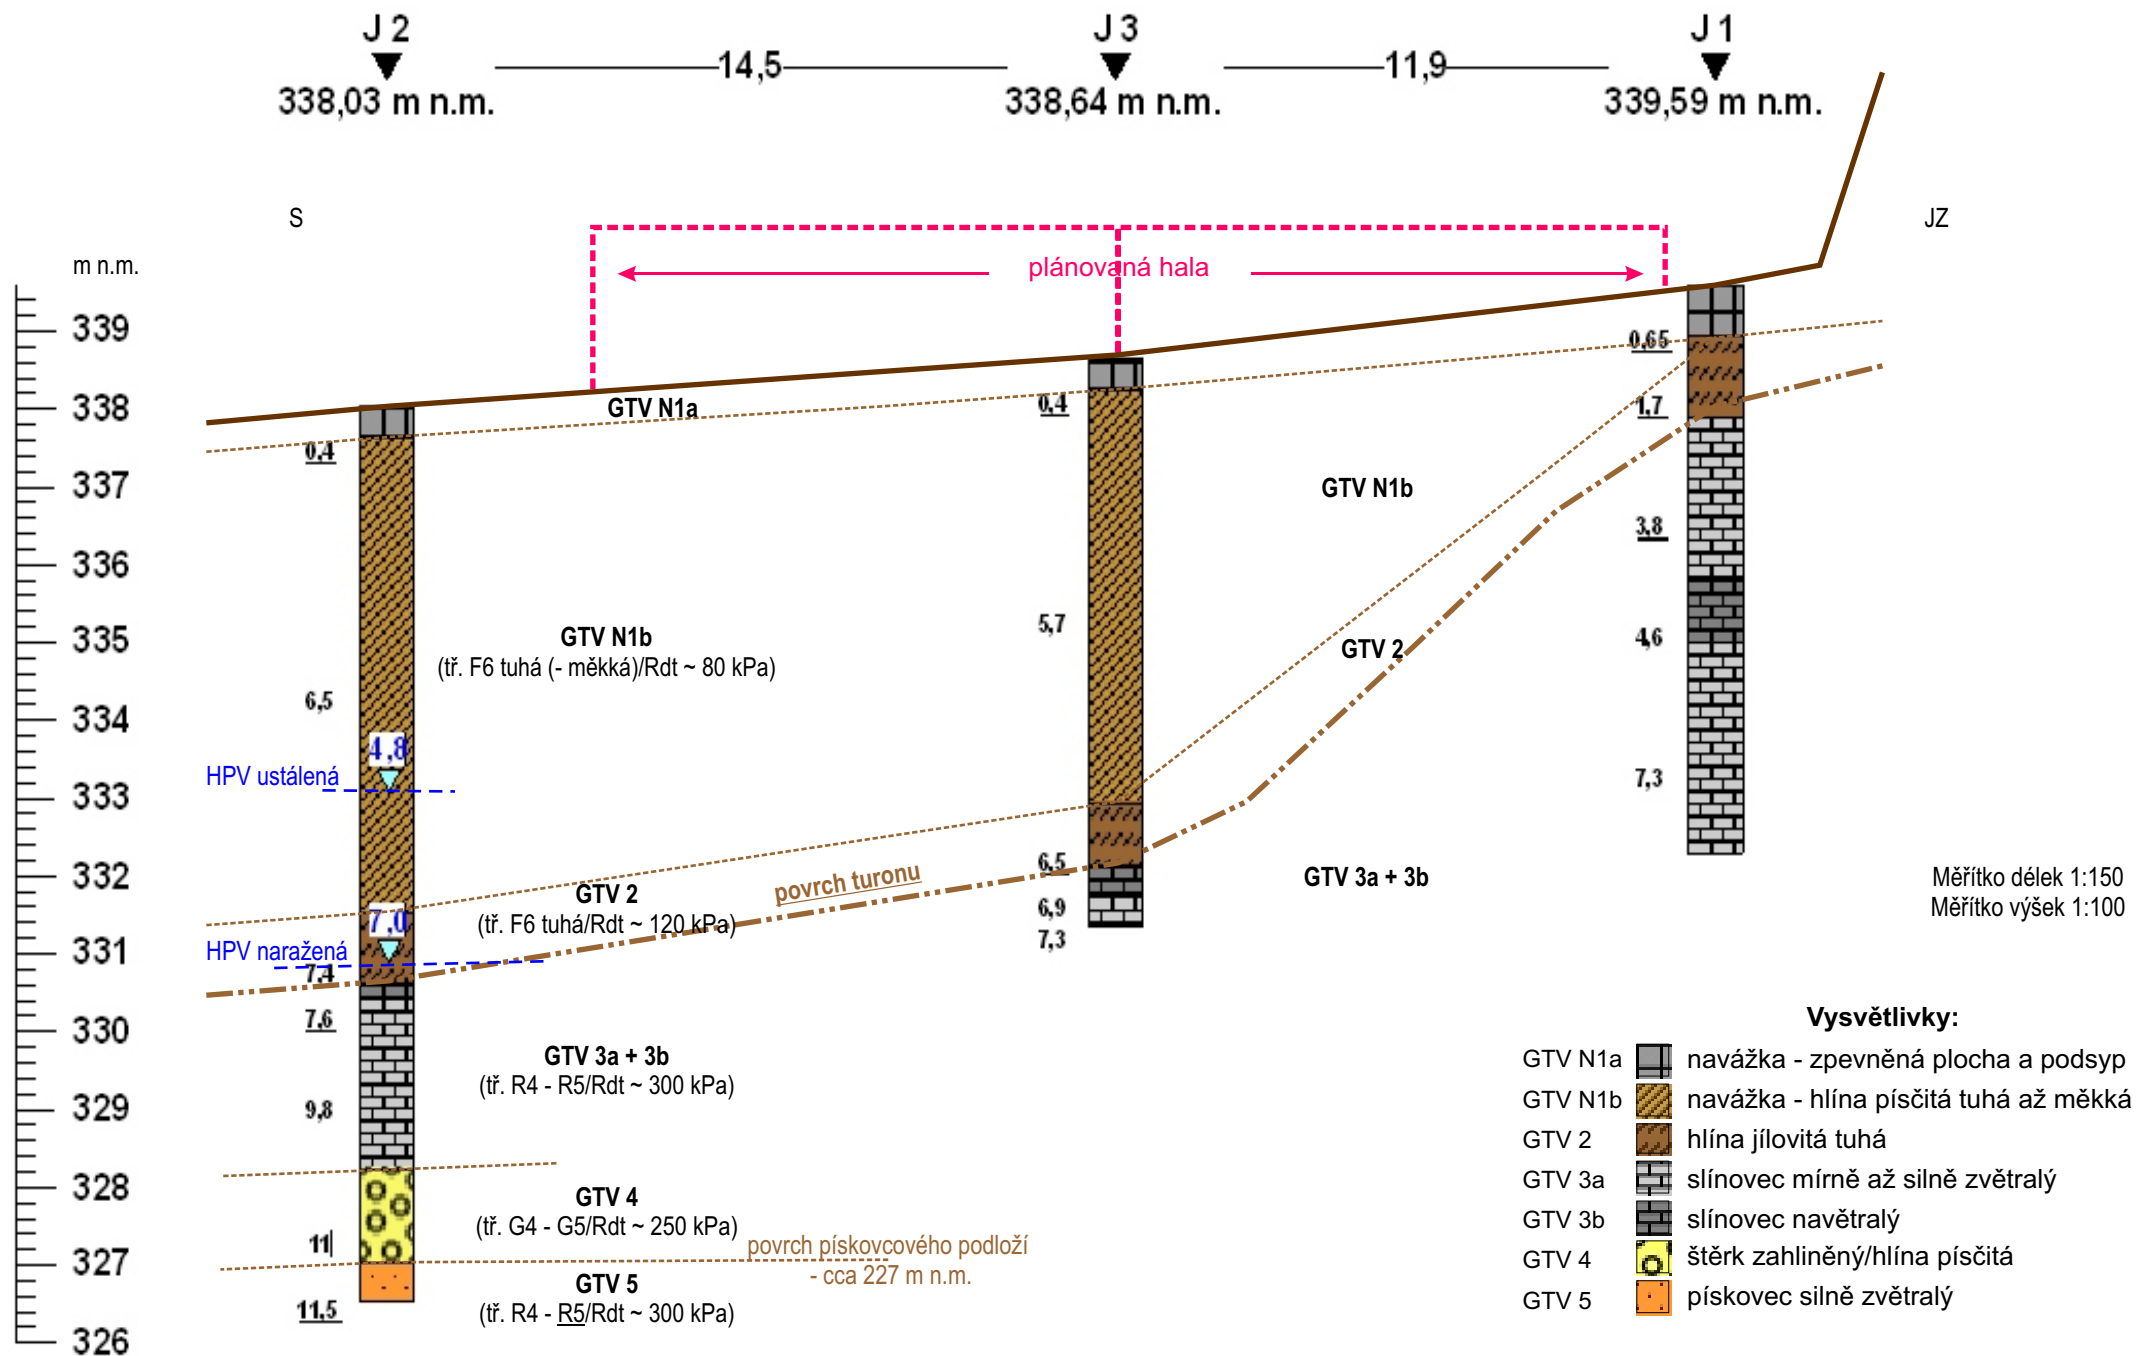 J 2
J 3
J 1
14,5
11,9
338,03 m n.m.
338,64 m n.m.
339,59 m n.m.
S
JZ
m n.m.
plánovaná hala
339
338
337
336
335
334
333
332
331
330
329
328
327
326
0,4
6,5
4,8
7,0
7,4
7,6
9,8
11
11,5
HPV ustálená
HPV naražená
GTV N1a
GTV N1b
(tř. F6 tuhá (- měkká)/Rdt ~ 80 kPa)
GTV 2
(tř. F6 tuhá/Rdt ~ 120 kPa)
povrch turonu
GTV 3a + 3b
(tř. R4 - R5/Rdt ~ 300 kPa)
GTV 4
(tř. G4 - G5/Rdt ~ 250 kPa)
povrch pískovcového podloží
- cca 227 m n.m.
GTV 5
(tř. R4 - R5/Rdt ~ 300 kPa)
0,4
5,7
6,5
6,9
7,3
GTV N1b
GTV 2
GTV 3a + 3b
0,65
1,7
3,8
4,6
7,3
Měřítko délek 1:150
Měřítko výšek 1:100
Vysvětlivky:
GTV N1a navážka - zpevněná plocha a podsyp
GTV N1b navážka - hlína písčitá tuhá až měkká
GTV 2 hlína jílovitá tuhá
GTV 3a slínovec mírně až silně zvětralý
GTV 3b slínovec navětralý
GTV 4 štěrk zahliněný/hlína písčitá
GTV 5 pískovec silně zvětralý